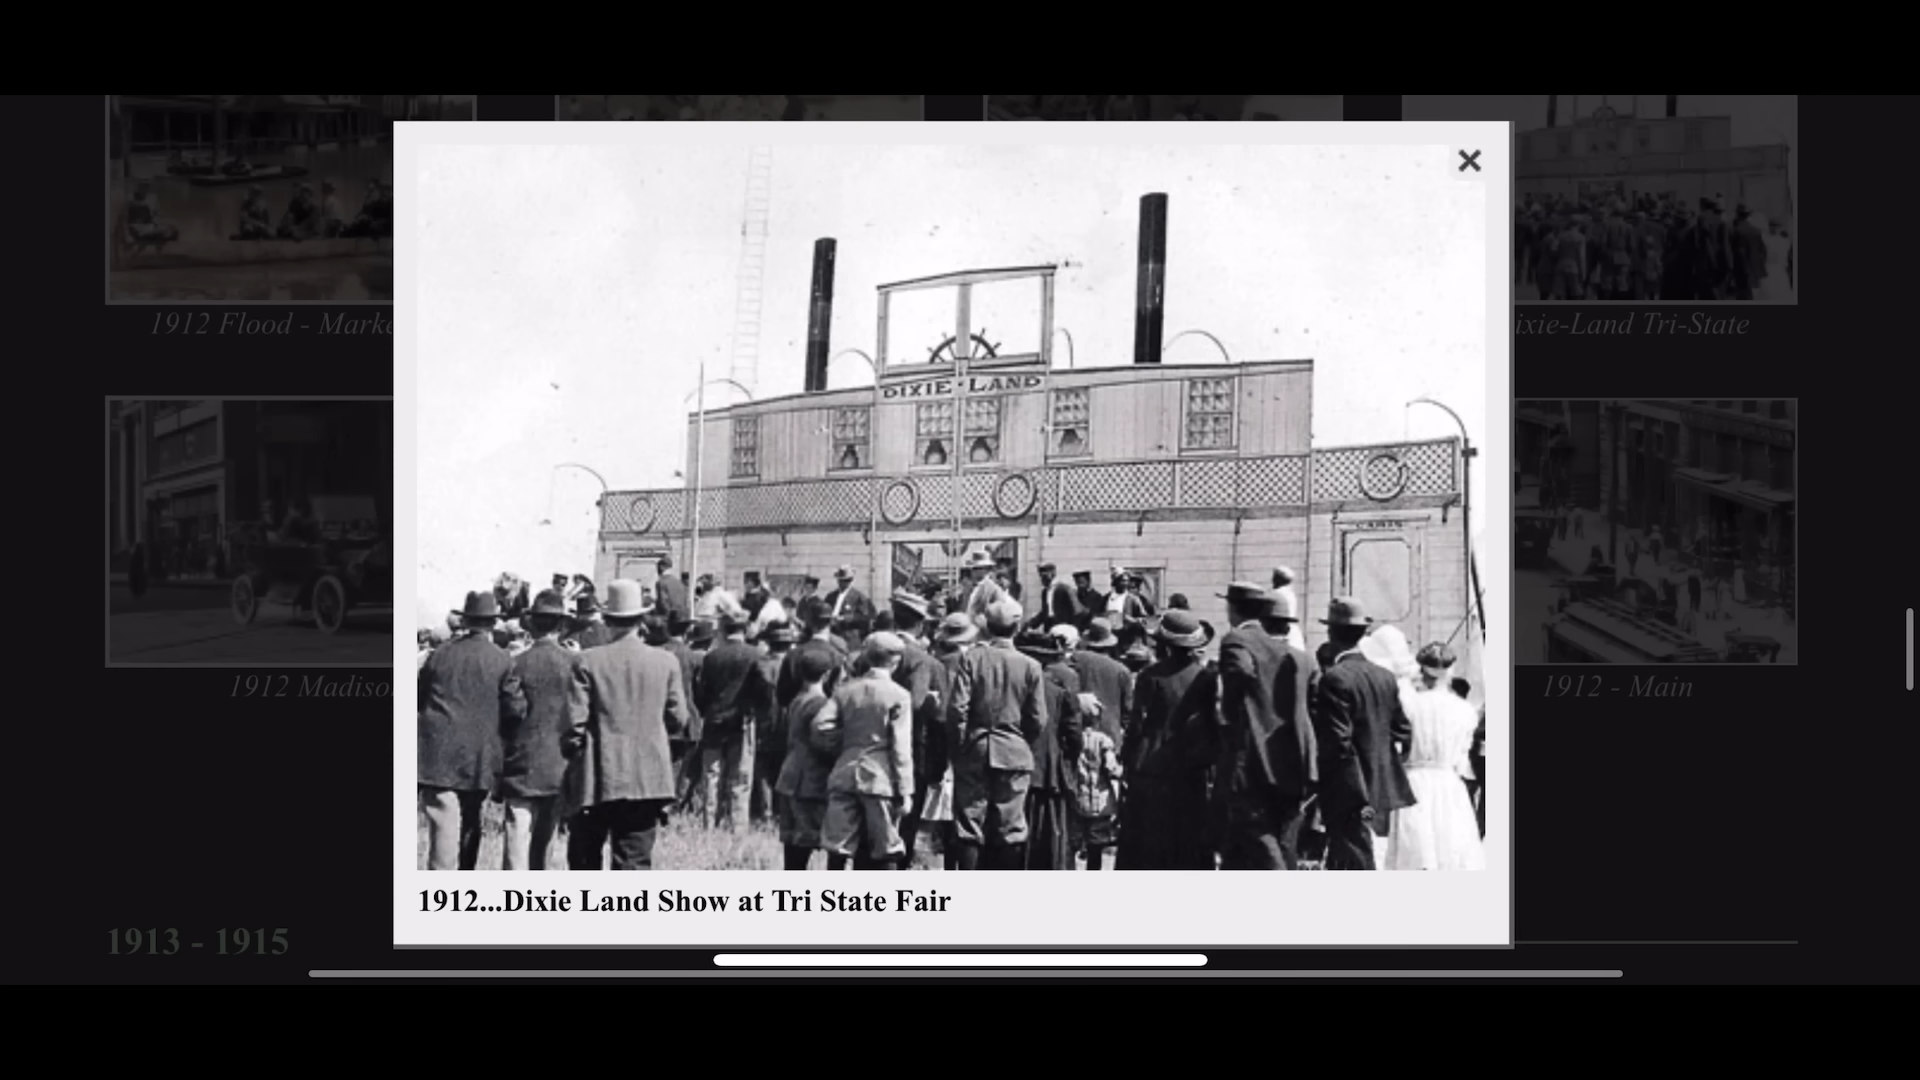 DIXIE-LAND
1912 Flood - Marke
ixie-Land Tri-State
1912 Madiso
1912 - Main
1912...Dixie Land Show at Tri State Fair
1913 - 1915